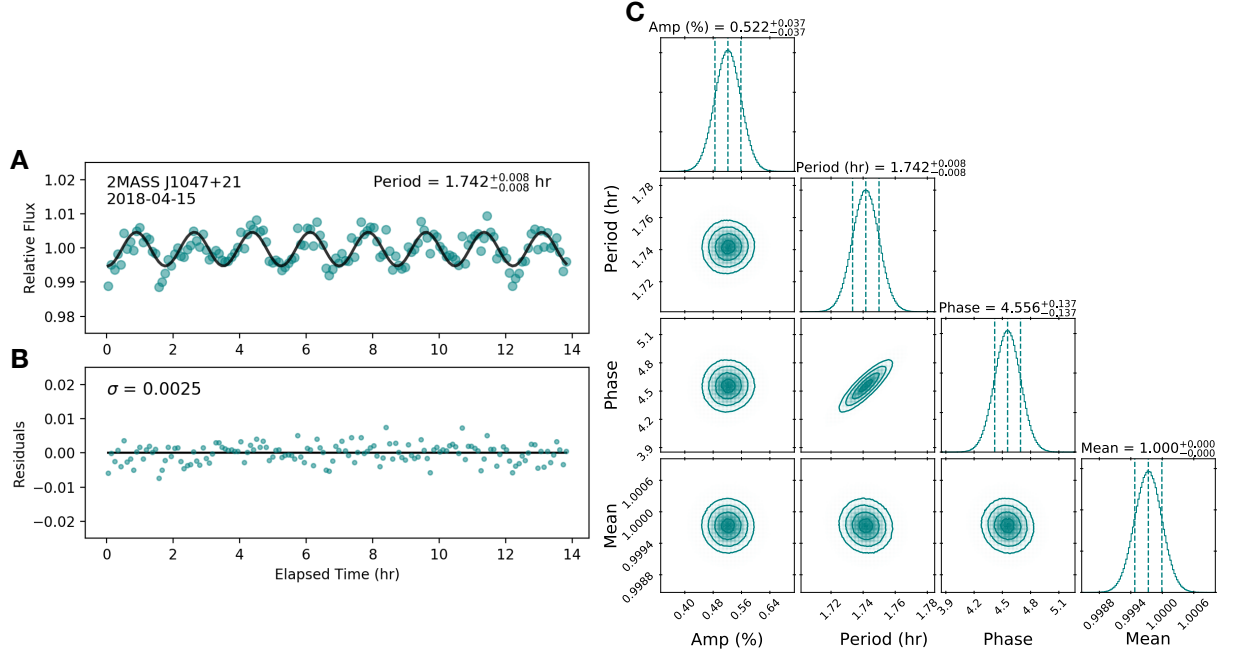 A
2MASS J1047+21
2018-04-15
Period = 1.742 +0.008 −0.008 hr
Relative Flux
1.02
1.01
1.00
0.99
0.98
0 2 4 6 8 10 12 14
B
σ = 0.0025
Residuals
0.02
0.01
0.00
−0.01
−0.02
0 2 4 6 8 10 12 14
Elapsed Time (hr)
C
Amp (%) = 0.522 +0.037 −0.037
Period (hr) = 1.742 +0.008 −0.008
Period (hr)
1.78
1.76
1.74
1.72
Phase = 4.556 +0.137 −0.137
Phase
5.1
4.8
4.5
4.2
3.9
Mean = 1.000 +0.000 −0.000
Mean
1.0006
1.0000
0.9994
0.9988
0.40 0.48 0.56 0.64
Amp (%)
1.72 1.74 1.76 1.78
Period (hr)
3.9 4.2 4.5 4.8 5.1
Phase
0.9988 0.9994 1.0000 1.0006
Mean